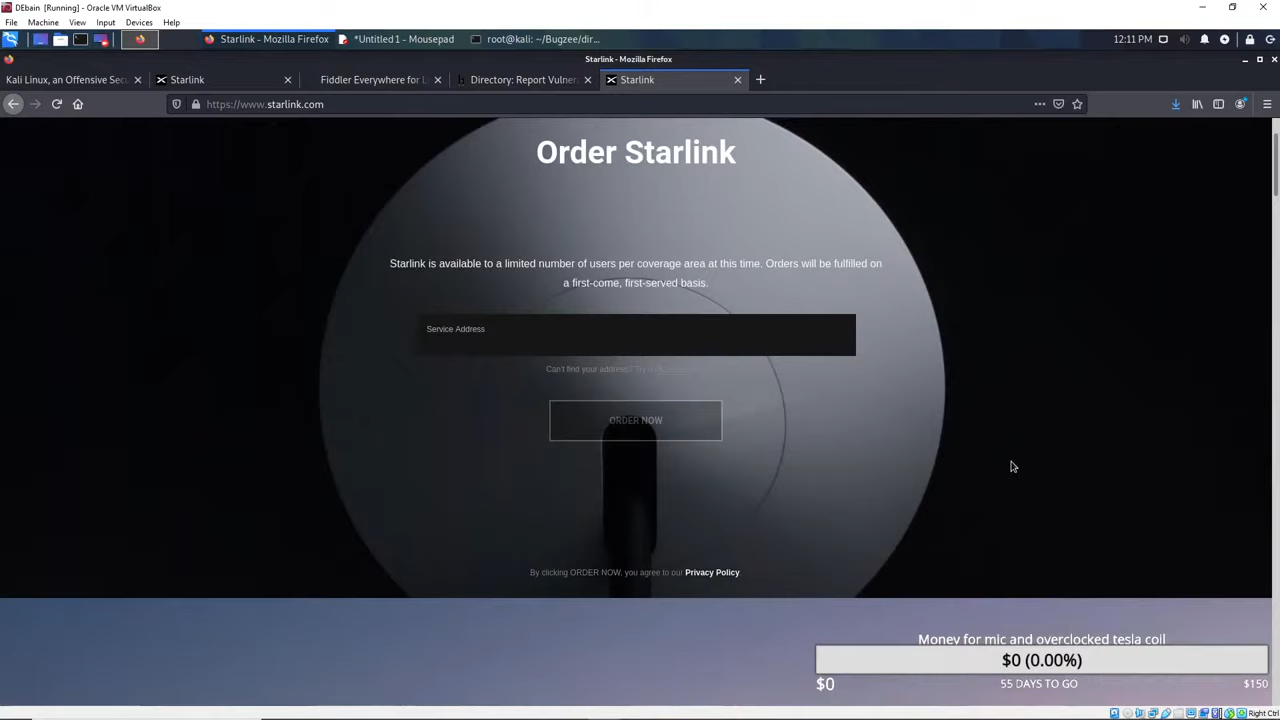 DEbain [Running] - Oracle VM VirtualBox
File Machine View Input Devices Help
Starlink - Mozilla Firefox
*Untitled 1 - Mousepad
root@kali: ~/Bugzee/dir...
12:11 PM
Starlink - Mozilla Firefox
Kali Linux, an Offensive Sec
Starlink
Fiddler Everywhere for L
Directory: Report Vulner
Starlink
https://www.starlink.com
Order Starlink
Starlink is available to a limited number of users per coverage area at this time. Orders will be fulfilled on
a first-come, first-served basis.
Service Address
Can't find your address? Try
ORDER NOW
By clicking ORDER NOW, you agree to our Privacy Policy
Money for mic and overclocked tesla coil
$0 (0.00%)
$0 55 DAYS TO GO $150
Right Ctrl